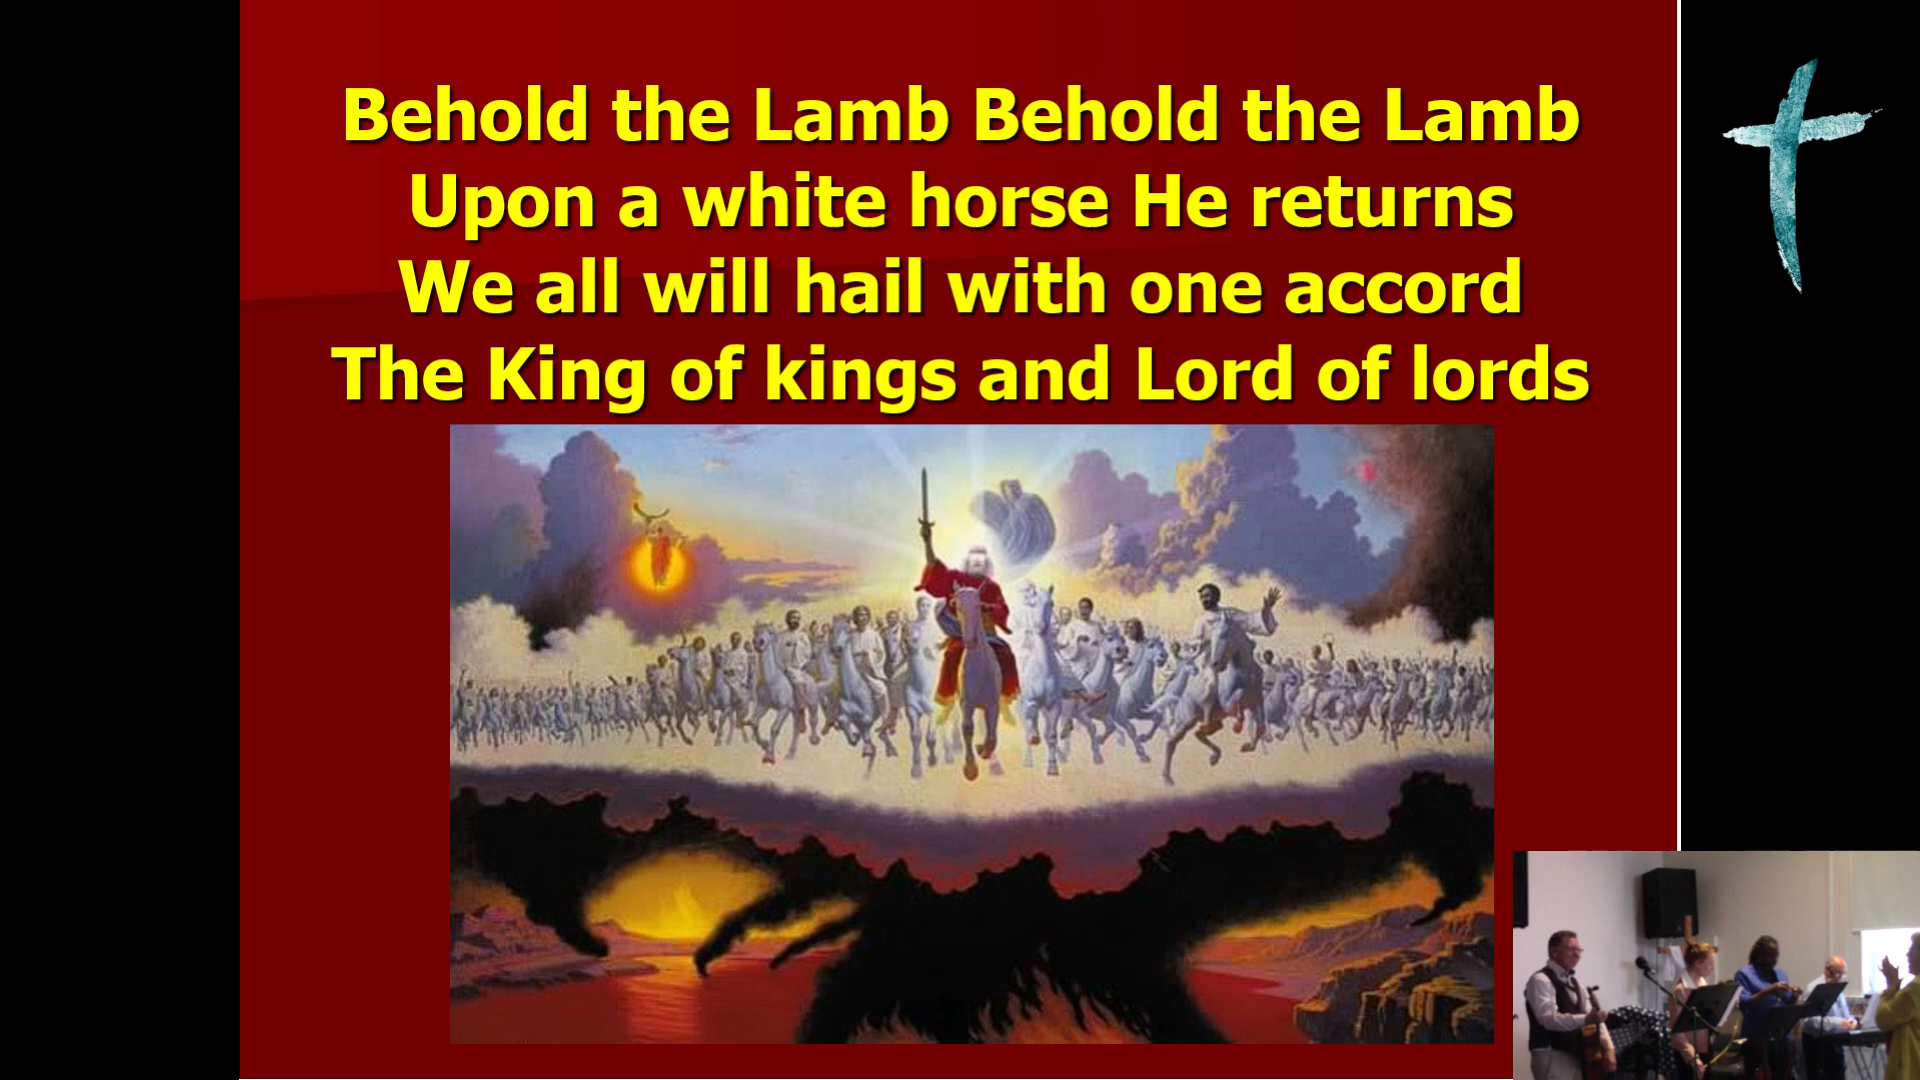 Behold the Lamb Behold the Lamb
Upon a white horse He returns
We all will hail with one accord
The King of kings and Lord of lords